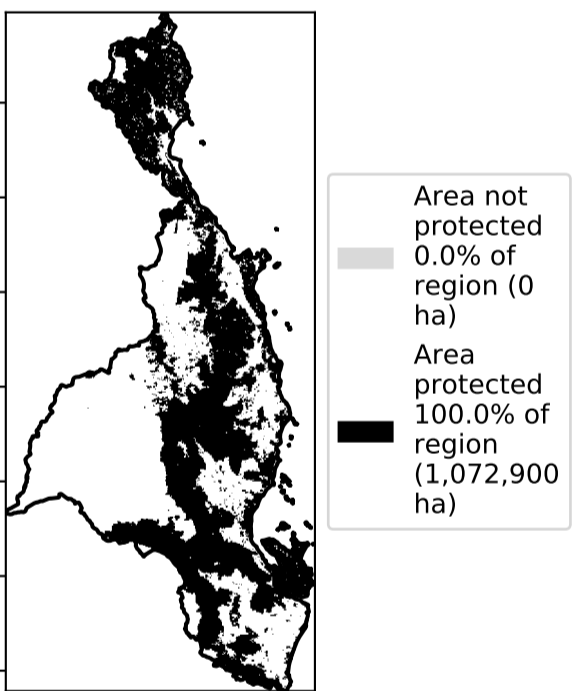 Area not
protected
0.0% of
region (0
ha)
Area
protected
100.0% of
region
(1,072,900
ha)